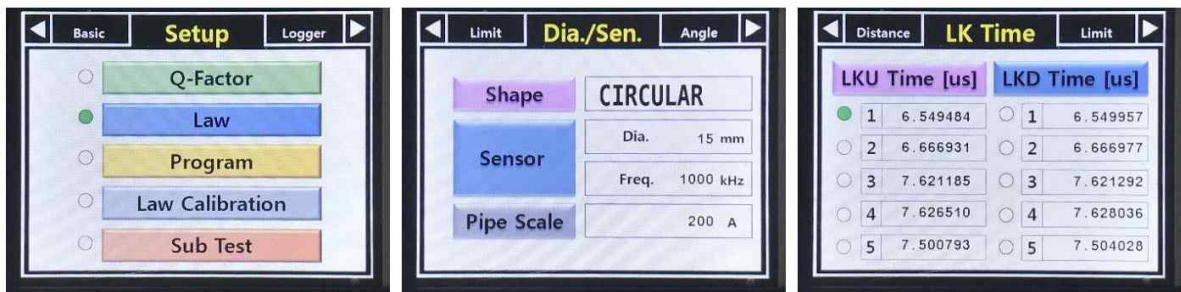 Basic Setup Logger
Q-Factor
Law
Program
Law Calibration
Sub Test
Limit Dia./Sen. Angle
Shape CIRCULAR
Sensor
Dia. 15 mm
Freq. 1000 kHz
Pipe Scale 200 A
Distance LK Time Limit
LKU Time [us] LKD Time [us]
1 6.549484 1 6.549957
2 6.666931 2 6.666977
3 7.621185 3 7.621292
4 7.626510 4 7.628036
5 7.500793 5 7.504028